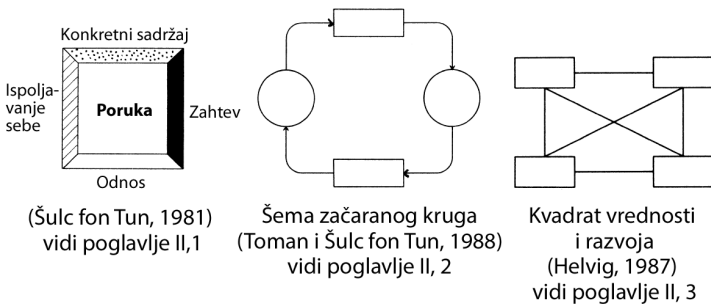 Konkretni sadržaj
Ispolja-
vanje
sebe
Poruka
Zahtev
Odnos
(Šulc fon Tun, 1981)
vidi poglavlje II,1
Šema začaranog kruga
(Toman i Šulc fon Tun, 1988)
vidi poglavlje II, 2
Kvadrat vrednosti
i razvoja
(Helvig, 1987)
vidi poglavlje II, 3